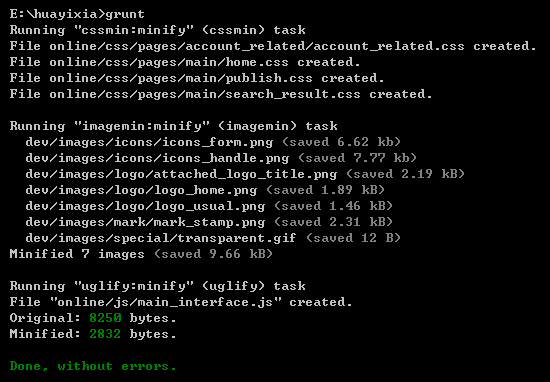 E:\huayixia>grunt
Running "cssmin:minify" (cssmin) task
File online/css/pages/account_related/account_related.css created.
File online/css/pages/main/home.css created.
File online/css/pages/main/publish.css created.
File online/css/pages/main/search_result.css created.
Running "imagemin:minify" (imagemin) task
dev/images/icons/icons_form.png (saved 6.62 kb)
dev/images/icons/icons_handle.png (saved 7.77 kb)
dev/images/logo/attached_logo_title.png (saved 2.19 kB)
dev/images/logo/logo_home.png (saved 1.89 kB)
dev/images/logo/logo_usual.png (saved 1.46 kB)
dev/images/mark/mark_stamp.png (saved 2.31 kB)
dev/images/special/transparent.gif (saved 12 B)
Minified 7 images (saved 9.66 kB)
Running "uglify:minify" (uglify) task
File "online/js/main_interface.js" created.
Original: 8250 bytes.
Minified: 2832 bytes.
Done, without errors.